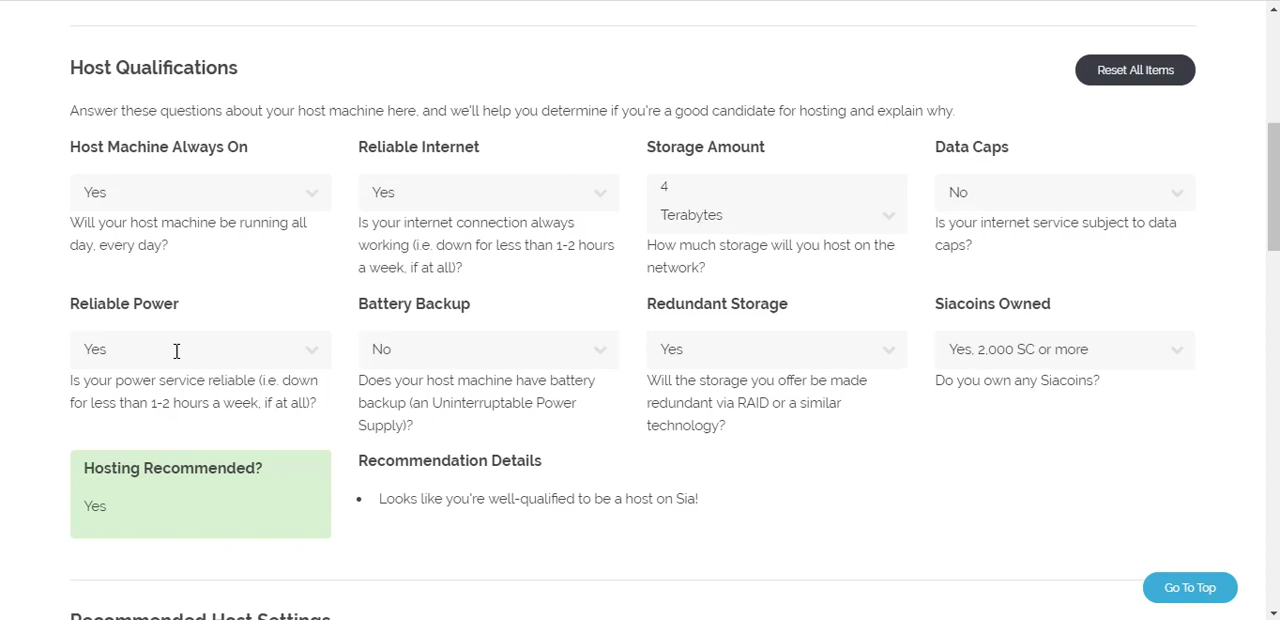 Host Qualifications
Reset All Items
Answer these questions about your host machine here, and we'll help you determine if you're a good candidate for hosting and explain why.
Host Machine Always On
Yes
Will your host machine be running all
day, every day?
Reliable Internet
Yes
Is your internet connection always
working (i.e. down for less than 1-2 hours
a week, if at all)?
Storage Amount
4
Terabytes
How much storage will you host on the
network?
Data Caps
No
Is your internet service subject to data
caps?
Reliable Power
Yes
Is your power service reliable (i.e. down
for less than 1-2 hours a week, if at all)?
Battery Backup
No
Does your host machine have battery
backup (an Uninterruptable Power
Supply)?
Redundant Storage
Yes
Will the storage you offer be made
redundant via RAID or a similar
technology?
Siacoins Owned
Yes, 2,000 SC or more
Do you own any Siacoins?
Hosting Recommended?
Yes
Recommendation Details
• Looks like you're well-qualified to be a host on Sia!
Go To Top
Recommended Host Settings